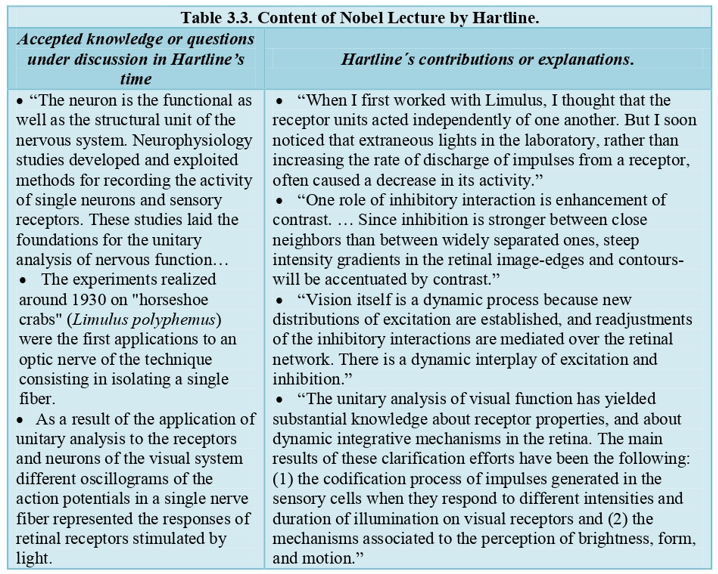 Table 3.3. Content of Nobel Lecture by Hartline.
Accepted knowledge or questions
under discussion in Hartline’s
time
Hartline´s contributions or explanations.
• “The neuron is the functional as
well as the structural unit of the
nervous system. Neurophysiology
studies developed and exploited
methods for recording the activity
of single neurons and sensory
receptors. These studies laid the
foundations for the unitary
analysis of nervous function…
• The experiments realized
around 1930 on "horseshoe
crabs" (Limulus polyphemus)
were the first applications to an
optic nerve of the technique
consisting in isolating a single
fiber.
• As a result of the application of
unitary analysis to the receptors
and neurons of the visual system
different oscillograms of the
action potentials in a single nerve
fiber represented the responses of
retinal receptors stimulated by
light.
• “When I first worked with Limulus, I thought that the
receptor units acted independently of one another. But I soon
noticed that extraneous lights in the laboratory, rather than
increasing the rate of discharge of impulses from a receptor,
often caused a decrease in its activity.”
• “One role of inhibitory interaction is enhancement of
contrast. … Since inhibition is stronger between close
neighbors than between widely separated ones, steep
intensity gradients in the retinal image-edges and contours-
will be accentuated by contrast.”
• “Vision itself is a dynamic process because new
distributions of excitation are established, and readjustments
of the inhibitory interactions are mediated over the retinal
network. There is a dynamic interplay of excitation and
inhibition.”
• “The unitary analysis of visual function has yielded
substantial knowledge about receptor properties, and about
dynamic integrative mechanisms in the retina. The main
results of these clarification efforts have been the following:
(1) the codification process of impulses generated in the
sensory cells when they respond to different intensities and
duration of illumination on visual receptors and (2) the
mechanisms associated to the perception of brightness, form,
and motion.”